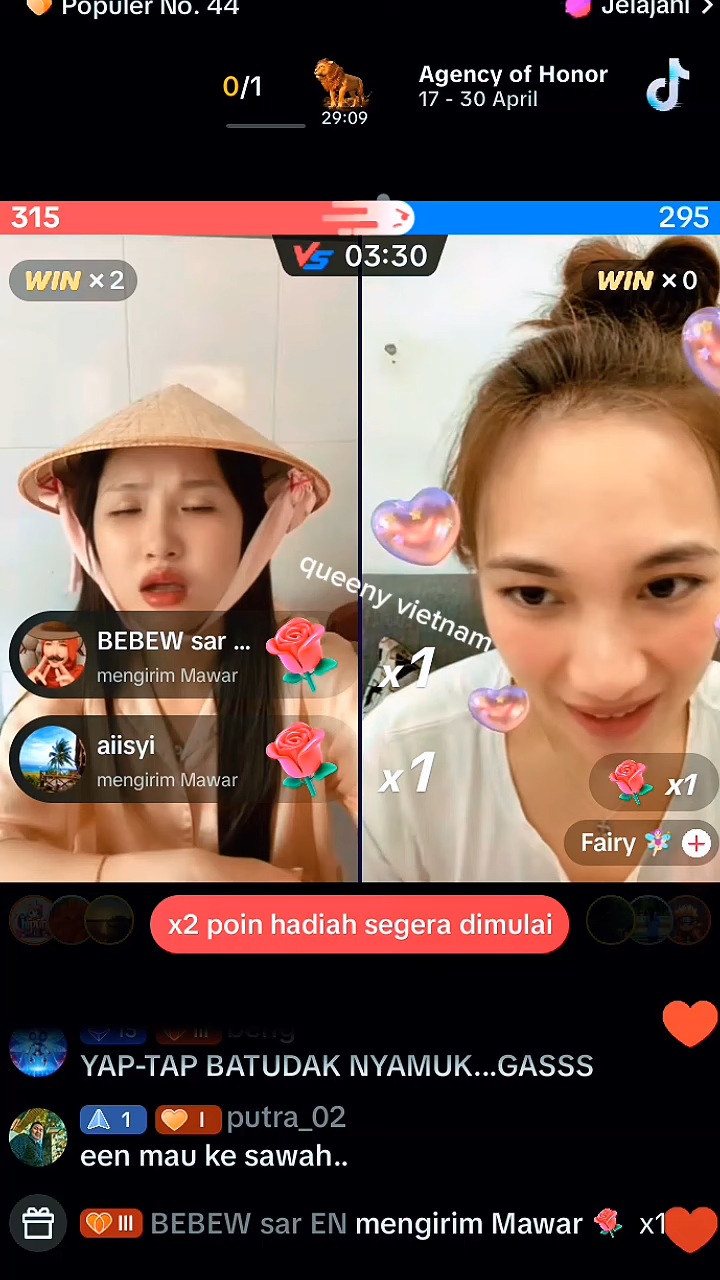 Populer No. 44
Jelajahi
0/1
29:09
Agency of Honor
17 - 30 April
315
295
VS 03:30
WIN × 2
WIN × 0
queeny vietnam
BEBEW sar ...
mengirim Mawar
x1
aiisyi
mengirim Mawar
x1
x1
Fairy
x2 poin hadiah segera dimulai
YAP-TAP BATUDAK NYAMUK...GASSS
1 I putra_02
een mau ke sawah..
III BEBEW sar EN mengirim Mawar x1